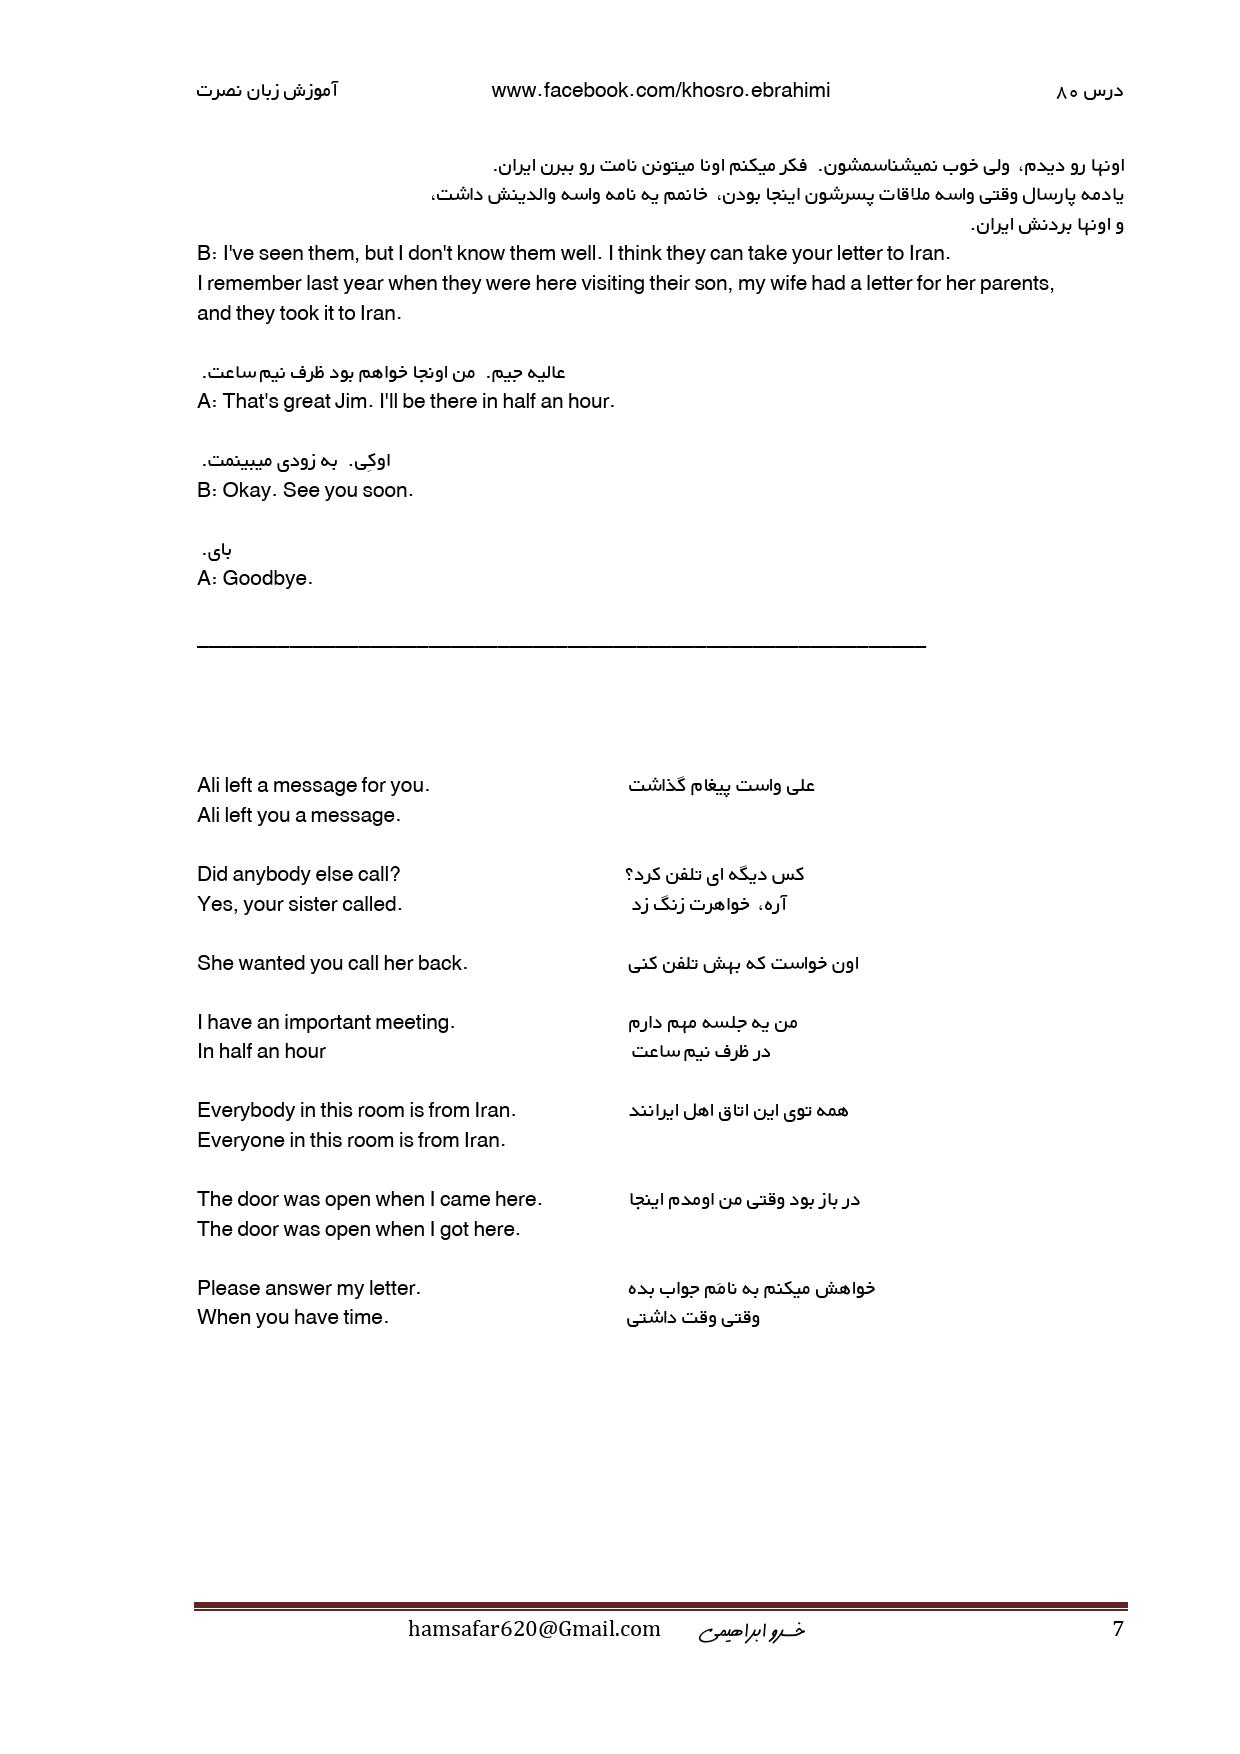 آموزش زبان نصرت www.facebook.com/khosro.ebrahimi درس ۸۰
اونها رو دیدم، ولی خوب نمیشناسمشون. فکر میکنم اونا میتونن نامت رو ببرن ایران.
یادمه پارسال وقتی واسه ملاقات پسرشون اینجا بودن، خانمم یه نامه واسه والدینش داشت،
و اونها بردنش ایران.
B: I've seen them, but I don't know them well. I think they can take your letter to Iran.
I remember last year when they were here visiting their son, my wife had a letter for her parents,
and they took it to Iran.
عالیه جیم. من اونجا خواهم بود ظرف نیم ساعت.
A: That's great Jim. I'll be there in half an hour.
اوکِی. به زودی میبینمت.
B: Okay. See you soon.
بای.
A: Goodbye.
Ali left a message for you. علی واست پیغام گذاشت
Ali left you a message.
Did anybody else call? کس دیگه ای تلفن کرد؟
Yes, your sister called. آره، خواهرت زنگ زد
She wanted you call her back. اون خواست که بهش تلفن کنی
I have an important meeting. من یه جلسه مهم دارم
In half an hour در ظرف نیم ساعت
Everybody in this room is from Iran. همه توی این اتاق اهل ایرانند
Everyone in this room is from Iran.
The door was open when I came here. در باز بود وقتی من اومدم اینجا
The door was open when I got here.
Please answer my letter. خواهش میکنم به نامَم جواب بده
When you have time. وقتی وقت داشتی
hamsafar620@Gmail.com خسرو ابراهیمی 7